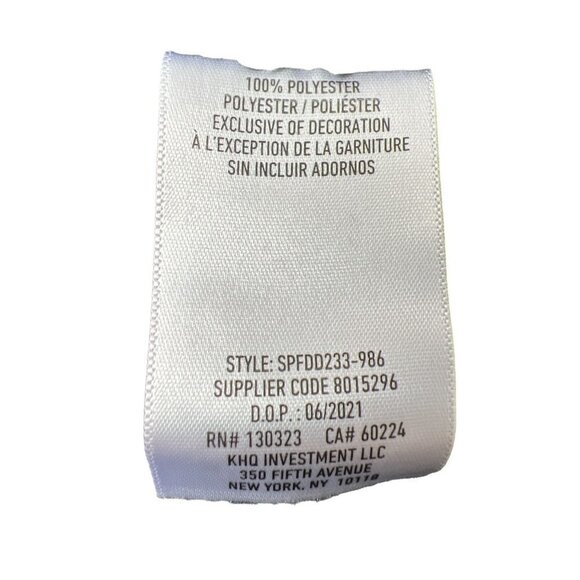 100% POLYESTER
POLYESTER / POLIÉSTER
EXCLUSIVE OF DECORATION
À L'EXCEPTION DE LA GARNITURE
SIN INCLUIR ADORNOS
STYLE: SPFDD233-986
SUPPLIER CODE 8015296
D.O.P. : 06/2021
RN# 130323 CA# 60224
KHQ INVESTMENT LLC
350 FIFTH AVENUE
NEW YORK, NY 10118